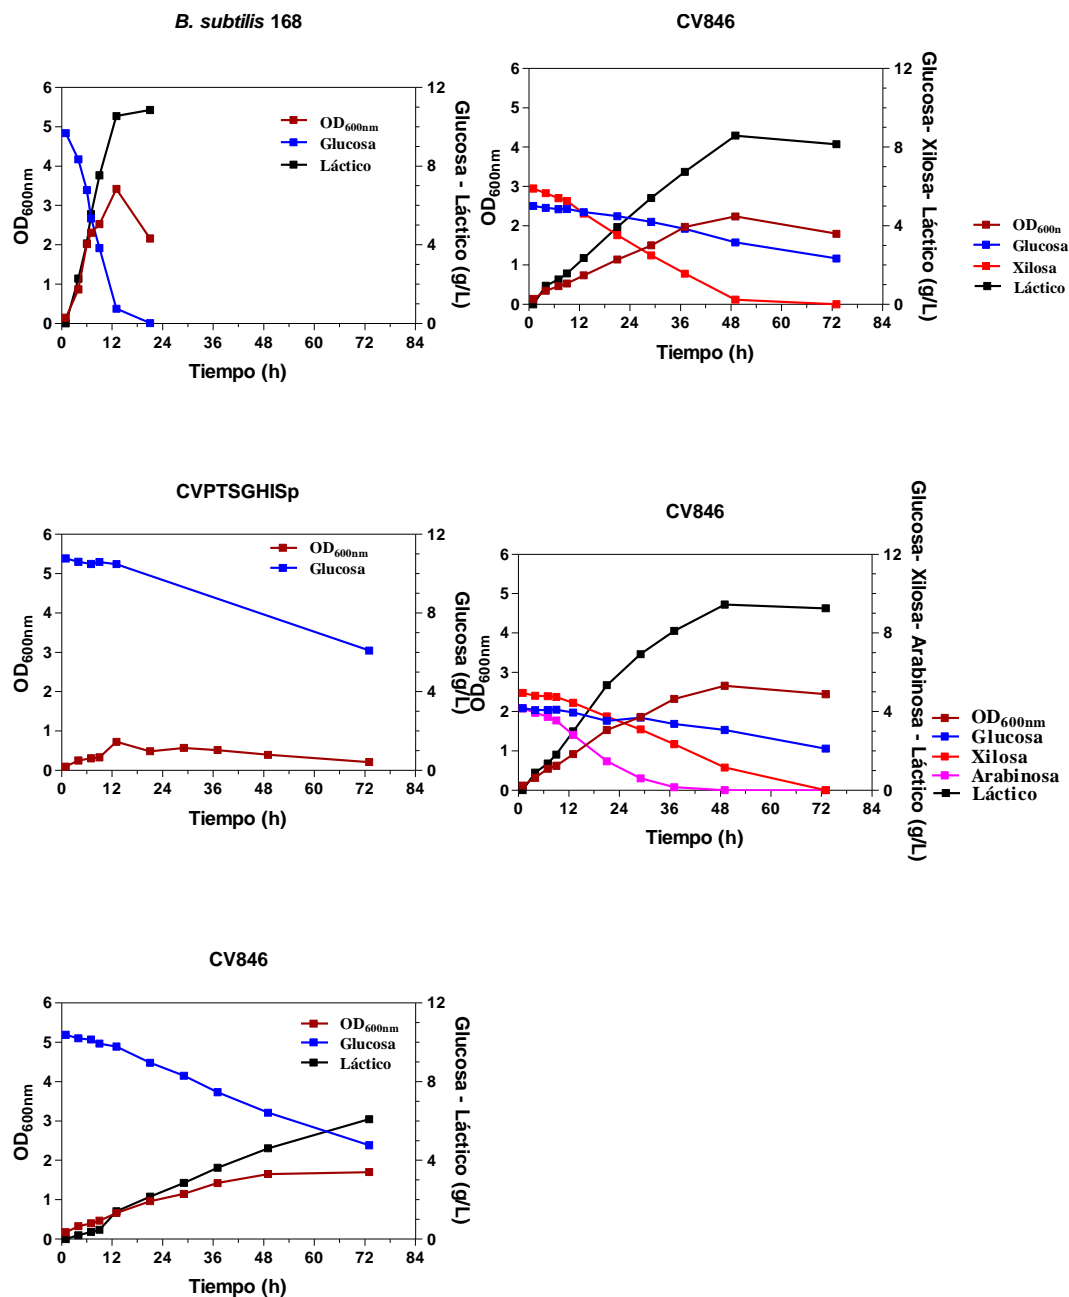 B. subtilis 168
6
5
4
3
2
1
0
OD600nm
12
8
4
0
Glucosa - Láctico (g/L)
OD600nm
Glucosa
Láctico
0 12 24 36 48 60 72 84
Tiempo (h)
CV846
6
5
4
3
2
1
0
OD600nm
12
8
4
0
Glucosa- Xilosa- Láctico (g/L)
OD600n
Glucosa
Xilosa
Láctico
0 12 24 36 48 60 72 84
Tiempo (h)
CVPTSGHISp
6
5
4
3
2
1
0
OD600nm
12
8
4
0
Glucosa (g/L)
OD600nm
Glucosa
0 12 24 36 48 60 72 84
Tiempo (h)
CV846
6
5
4
3
2
1
0
OD600nm
12
8
4
0
Glucosa- Xilosa- Arabinosa - Láctico (g/L)
OD600nm
Glucosa
Xilosa
Arabinosa
Láctico
0 12 24 36 48 60 72 84
Tiempo (h)
CV846
6
5
4
3
2
1
0
OD600nm
12
8
4
0
Glucosa - Láctico (g/L)
OD600nm
Glucosa
Láctico
0 12 24 36 48 60 72 84
Tiempo (h)